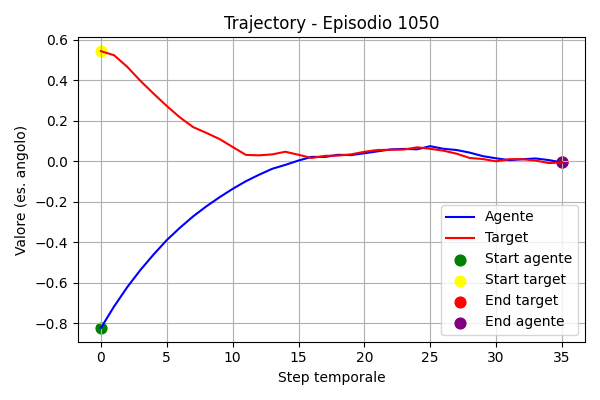 Trajectory - Episodio 1050
Valore (es. angolo)
0.6
0.4
0.2
0.0
−0.2
−0.4
−0.6
−0.8
Agente
Target
Start agente
Start target
End target
End agente
0 5 10 15 20 25 30 35
Step temporale